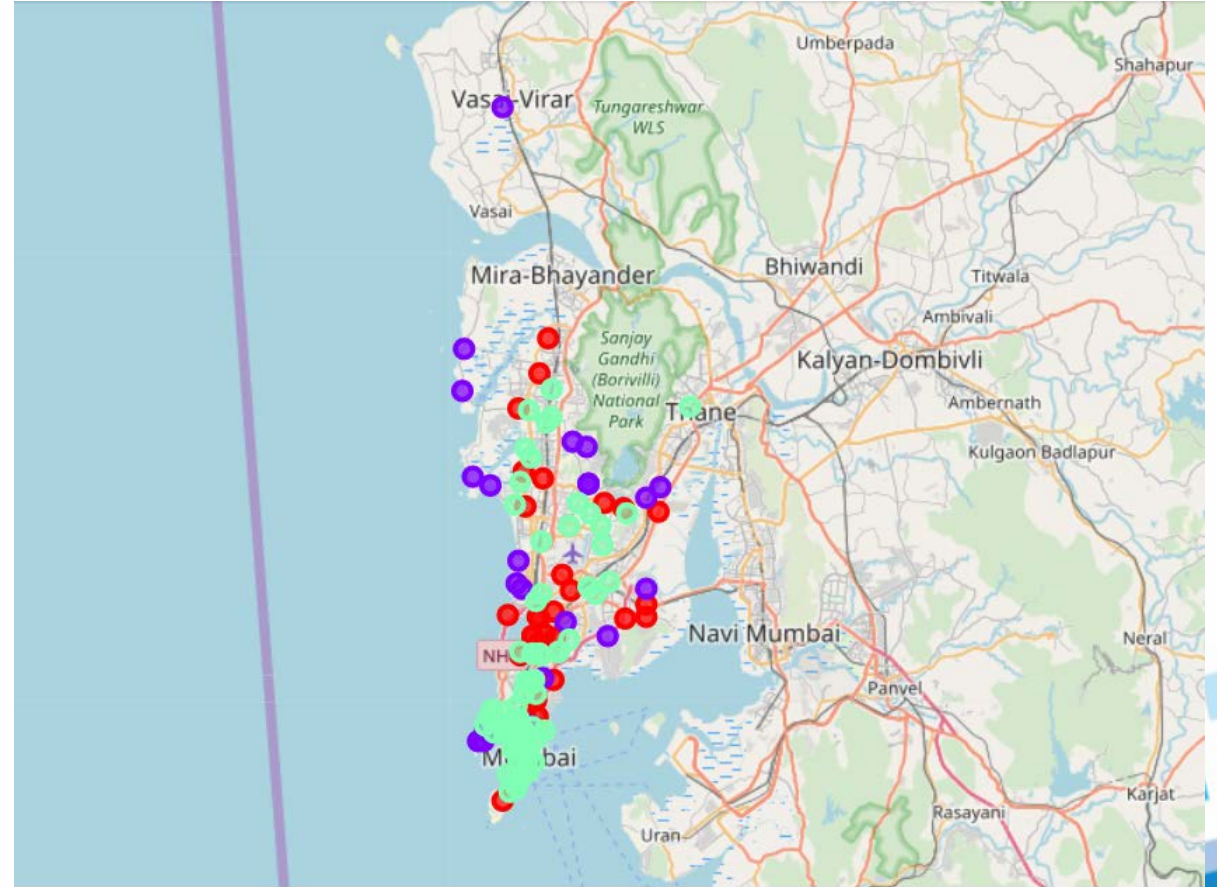 Umberpada
Shahapur
Vasai-Virar
Tungareshwar
WLS
Vasai
Mira-Bhayander
Bhiwandi
Titwala
Ambivali
Sanjay
Gandhi
(Borivilli)
National
Park
Kalyan-Dombivli
Thane
Ambernath
Kulgaon Badlapur
Navi Mumbai
Neral
NH
Panvel
Mumbai
Karjat
Rasayani
Uran